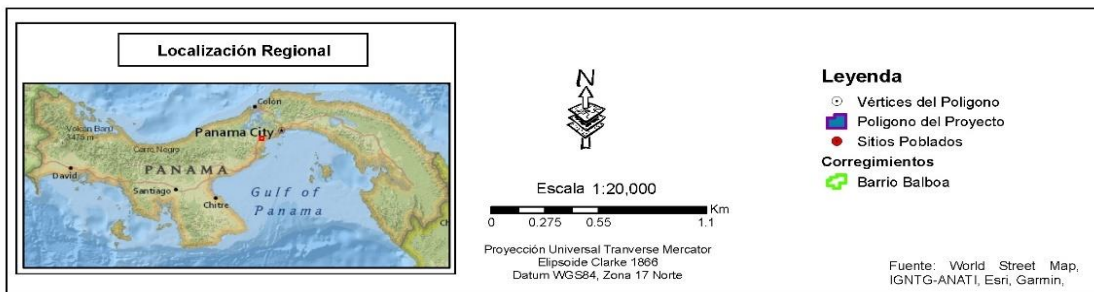 Localización Regional
Colón
Volcán Barú
3475 m
Cerro Negro
Panama City
PANAMA
David
Santiago
Chitre
Gulf of
Panama
N
Escala 1:20,000
Km
0 0.275 0.55 1.1
Proyección Universal Tranverse Mercator
Elipsoide Clarke 1866
Datum WGS84, Zona 17 Norte
Leyenda
Vértices del Poligono
Poligono del Proyecto
Sitios Poblados
Corregimientos
Barrio Balboa
Fuente: World Street Map,
IGNTG-ANATI, Esri, Garmin,